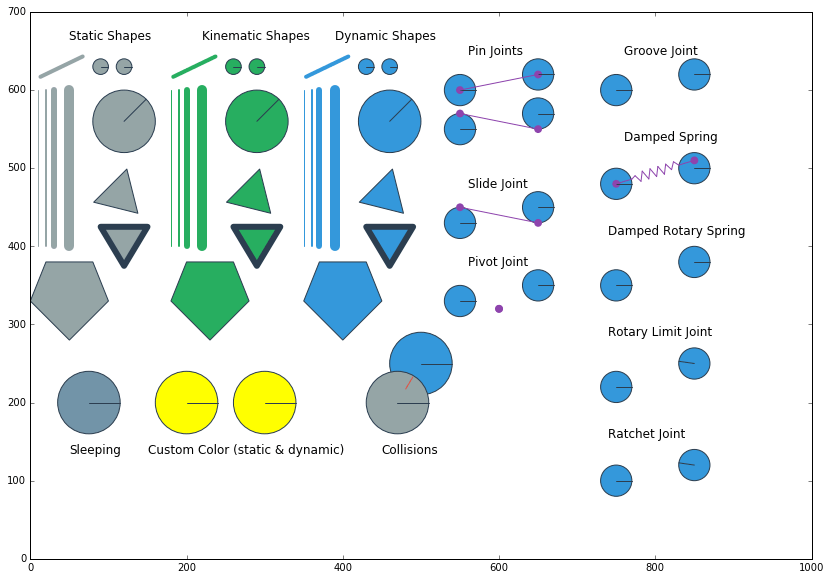 700
600
500
400
300
200
100
0
Static Shapes
Kinematic Shapes
Dynamic Shapes
Pin Joints
Groove Joint
Damped Spring
Slide Joint
Damped Rotary Spring
Pivot Joint
Rotary Limit Joint
Ratchet Joint
Sleeping
Custom Color (static & dynamic)
Collisions
0 200 400 600 800 1000